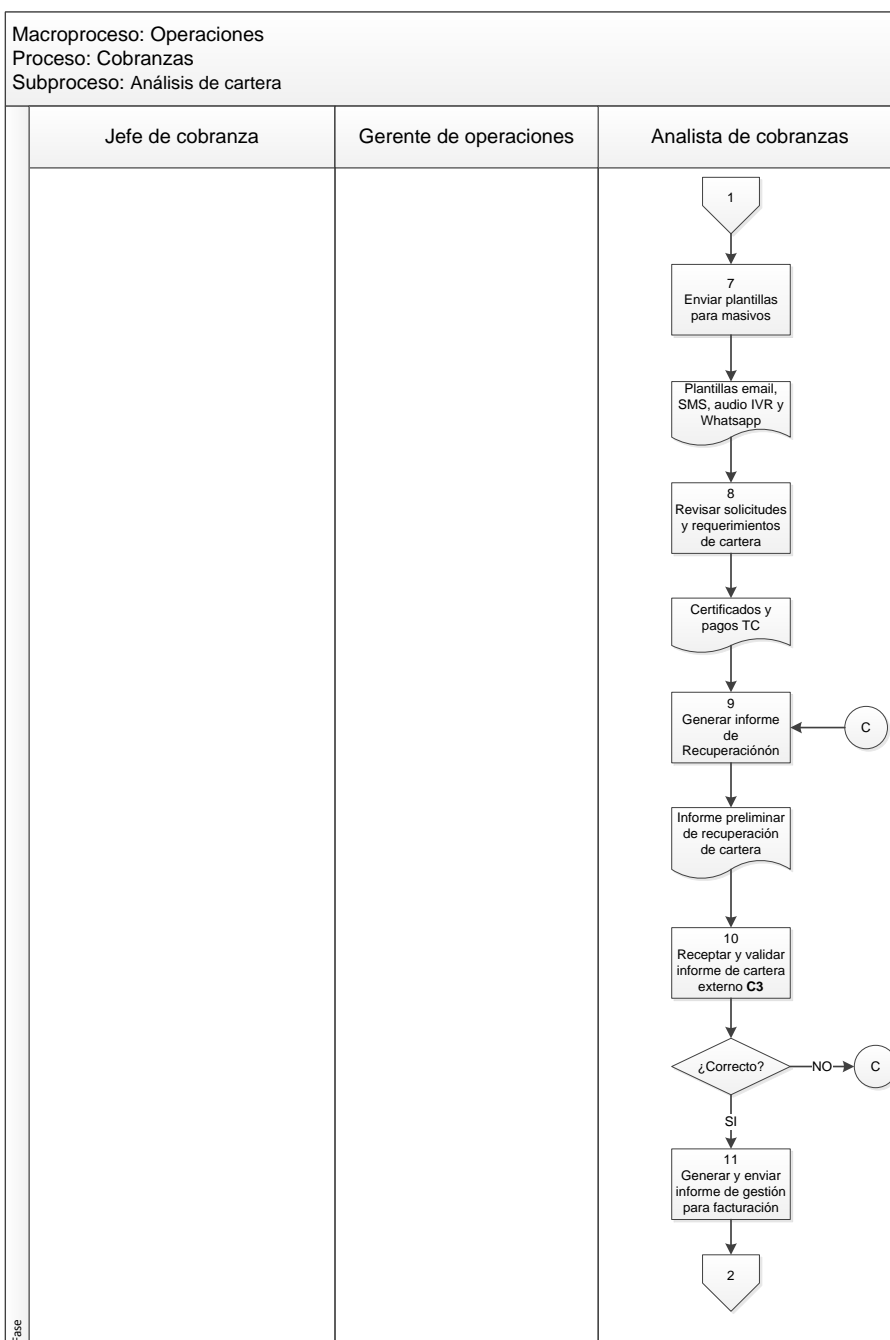 Macroproceso: Operaciones
Proceso: Cobranzas
Subproceso: Análisis de cartera
Jefe de cobranza
Gerente de operaciones
Analista de cobranzas
1
7
Enviar plantillas
para masivos
Plantillas email,
SMS, audio IVR y
Whatsapp
8
Revisar solicitudes
y requerimientos
de cartera
Certificados y
pagos TC
9
Generar informe
de
Recuperaciónón
C
Informe preliminar
de recuperación
de cartera
10
Receptar y validar
informe de cartera
externo C3
¿Correcto?
NO
C
SI
11
Generar y enviar
informe de gestión
para facturación
2
Fase